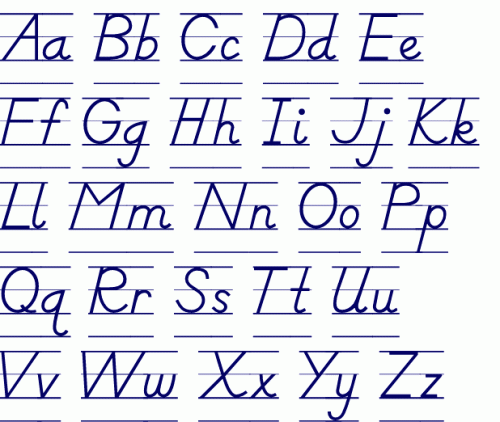 Aa Bb Cc Dd Ee
Ff Gg Hh Ii Jj Kk
Ll Mm Nn Oo Pp
Qq Rr Ss Tt Uu
Vv Ww Xx Yy Zz